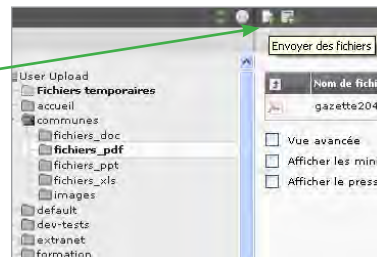 Envoyer des fichiers
User Upload
Fichiers temporaires
accueil
communes
fichiers_doc
fichiers_pdf
fichiers_ppt
fichiers_xls
images
default
dev-tests
extranet
formation
Nom de fichi
gazette204
Vue avancée
Afficher les mini
Afficher le press